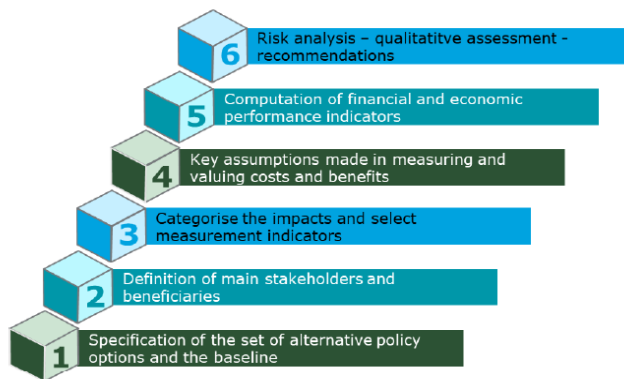 6
Risk analysis – qualitatitve assessment -
recommendations
5
Computation of financial and economic
performance indicators
4
Key assumptions made in measuring and
valuing costs and benefits
3
Categorise the impacts and select
measurement indicators
2
Definition of main stakeholders and
beneficiaries
1
Specification of the set of alternative policy
options and the baseline